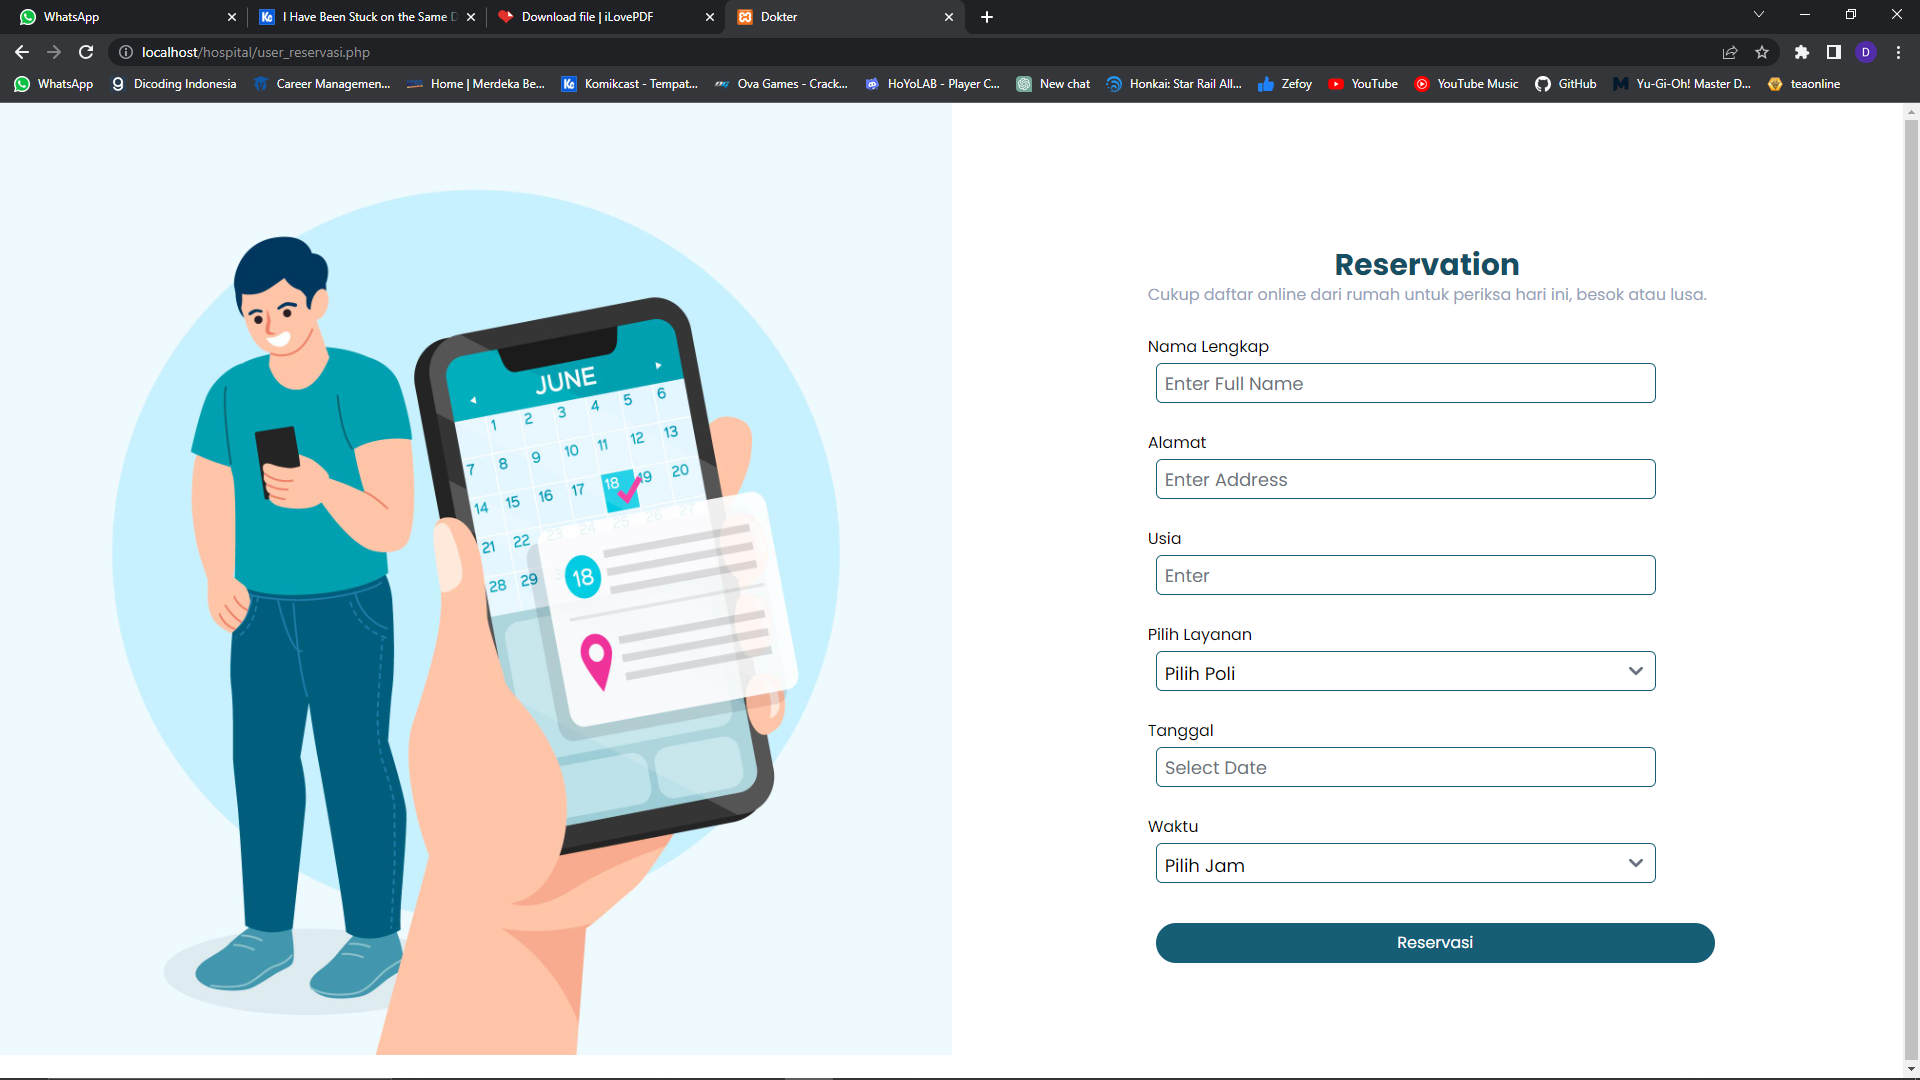 WhatsApp
I Have Been Stuck on the Same D
Download file | iLovePDF
Dokter
localhost/hospital/user_reservasi.php
D
WhatsApp
Dicoding Indonesia
Career Managemen...
Home | Merdeka Be...
Komikcast - Tempat...
Ova Games - Crack...
HoYoLAB - Player C...
New chat
Honkai: Star Rail All...
Zefoy
YouTube
YouTube Music
GitHub
Yu-Gi-Oh! Master D...
teaonline
JUNE
1 2 3 4 5 6
7 8 9 10 11 12 13
14 15 16 17 18 19 20
21 22 23 24 25 26 27
28 29
18
Reservation
Cukup daftar online dari rumah untuk periksa hari ini, besok atau lusa.
Nama Lengkap
Enter Full Name
Alamat
Enter Address
Usia
Enter
Pilih Layanan
Pilih Poli
Tanggal
Select Date
Waktu
Pilih Jam
Reservasi